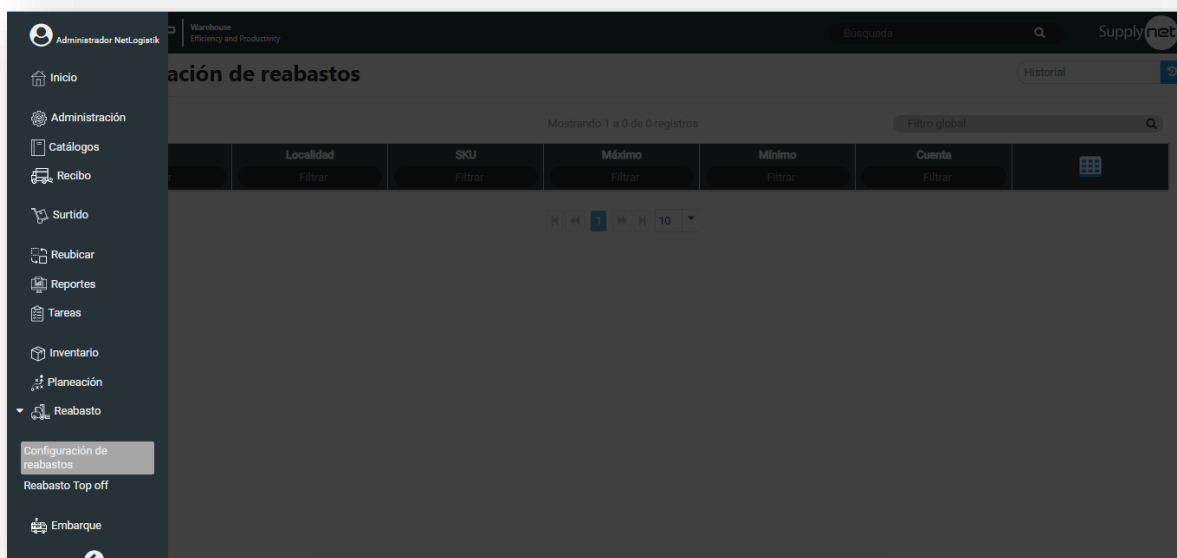 Administrador NetLogistik
Warehouse
Efficiency and Productivity
Búsqueda
Supplynet
Inicio
ación de reabastos
Historial
Administración
Mostrando 1 a 0 de 0 registros
Filtro global
Catálogos
Localidad SKU Máximo Mínimo Cuenta
Recibo
Filtrar Filtrar Filtrar Filtrar Filtrar
Surtido
1 10
Reubicar
Reportes
Tareas
Inventario
Planeación
Reabasto
Configuración de
reabastos
Reabasto Top off
Embarque